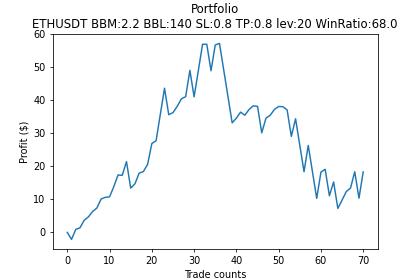 Portfolio
ETHUSDT BBM:2.2 BBL:140 SL:0.8 TP:0.8 lev:20 WinRatio:68.0
Profit ($)
60
50
40
30
20
10
0
0 10 20 30 40 50 60 70
Trade counts